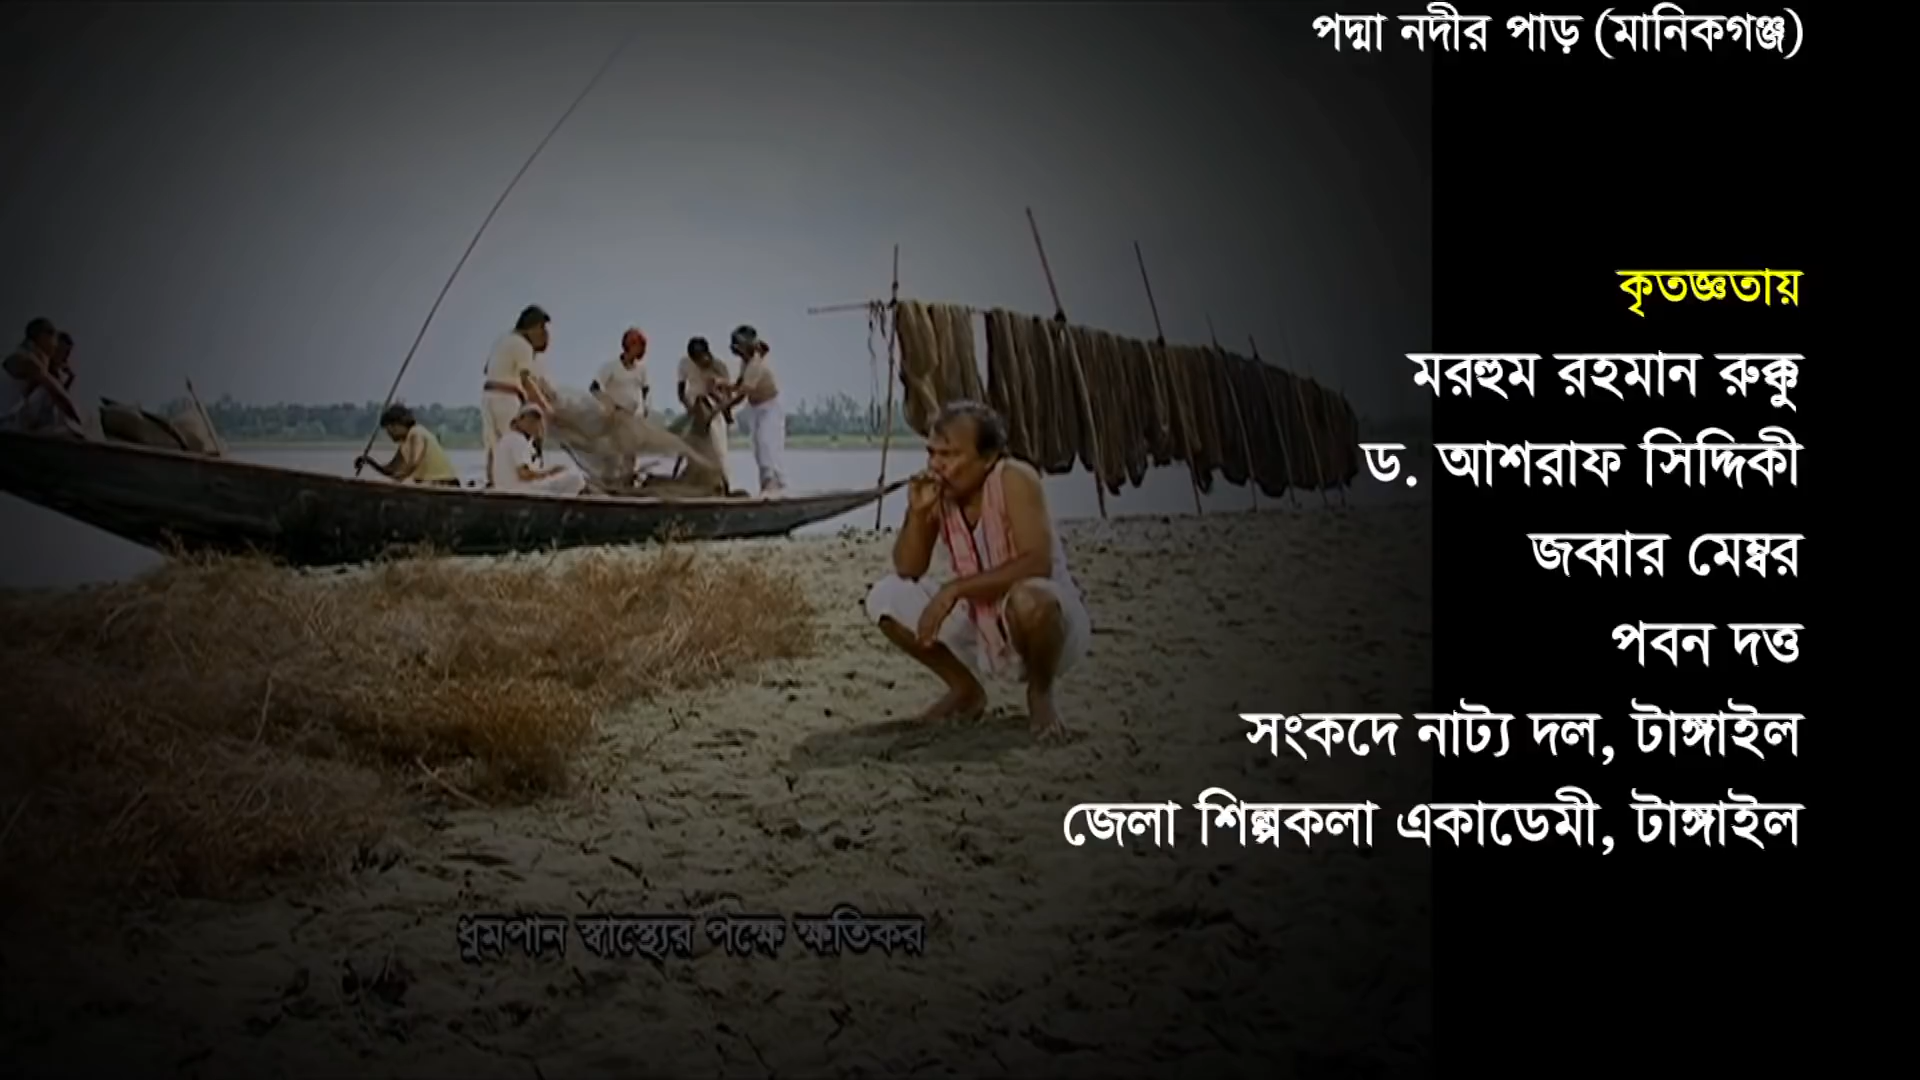 পদ্মা নদীর পাড় (মানিকগঞ্জ)
কৃতজ্ঞতায়
মরহুম রহমান রুক্কু
ড. আশরাফ সিদ্দিকী
জব্বার মেম্বর
পবন দত্ত
সংকদে নাট্য দল, টাঙ্গাইল
জেলা শিল্পকলা একাডেমী, টাঙ্গাইল
ধুমপান স্বাস্থ্যের পক্ষে ক্ষতিকর